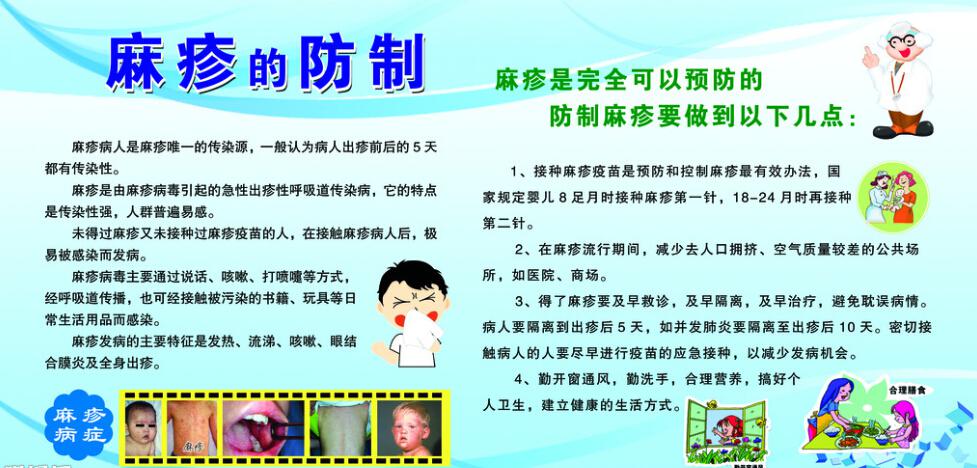 麻疹的防制
麻疹病人是麻疹唯一的传染源，一般认为病人出疹前后的5天
都有传染性。
麻疹是由麻疹病毒引起的急性出疹性呼吸道传染病，它的特点
是传染性强，人群普遍易感。
未得过麻疹又未接种过麻疹疫苗的人，在接触麻疹病人后，极
易被感染而发病。
麻疹病毒主要通过说话、咳嗽、打喷嚏等方式，
经呼吸道传播，也可经接触被污染的书籍、玩具等日
常生活用品而感染。
麻疹发病的主要特征是发热、流涕、咳嗽、眼结
合膜炎及全身出疹。
麻疹
病症
麻疹
麻疹是完全可以预防的
防制麻疹要做到以下几点：
1、接种麻疹疫苗是预防和控制麻疹最有效办法，国
家规定婴儿8足月时接种麻疹第一针，18-24月时再接种
第二针。
2、在麻疹流行期间，减少去人口拥挤、空气质量较差的公共场
所，如医院、商场。
3、得了麻疹要及早救诊，及早隔离，及早治疗，避免耽误病情。
病人要隔离到出疹后5天，如并发肺炎要隔离至出疹后10天。密切接
触病人的人要尽早进行疫苗的应急接种，以减少发病机会。
4、勤开窗通风，勤洗手，合理营养，搞好个
人卫生，建立健康的生活方式。
合理膳食
勤开窗通风